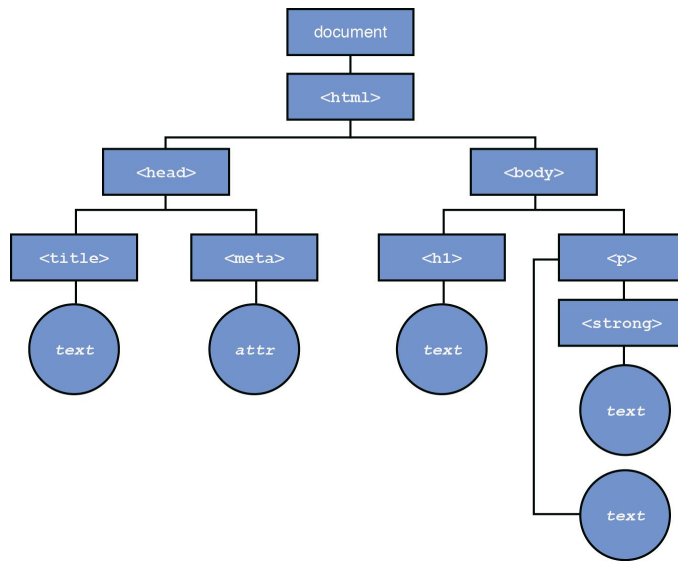 document
<html>
<head> <body>
<title> <meta> <h1> <p>
<strong>
text attr text
text
text